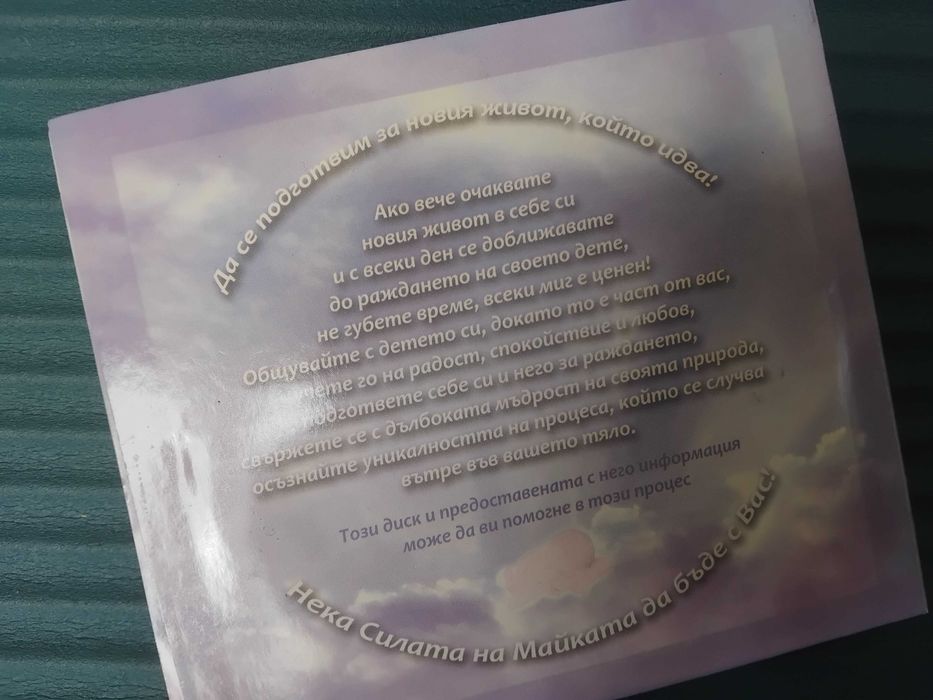 Да се подготвим за новия живот, който идва!
Ако вече очаквате
новия живот в себе си
и с всеки ден се доближавате
до раждането на своето дете,
не губете време, всеки миг е ценен!
Общувайте с детето си, докато то е част от вас,
го на радост, спокойствие и любов,
себе си и него за раждането,
свържете се с дълбоката мъдрост на своята природа,
осъзнайте уникалността на процеса, който се случва
вътре във вашето тяло.
Този диск и предоставената с него информация
може да ви помогне в този процес
Нека Силата на Майката да бъде с Вас!